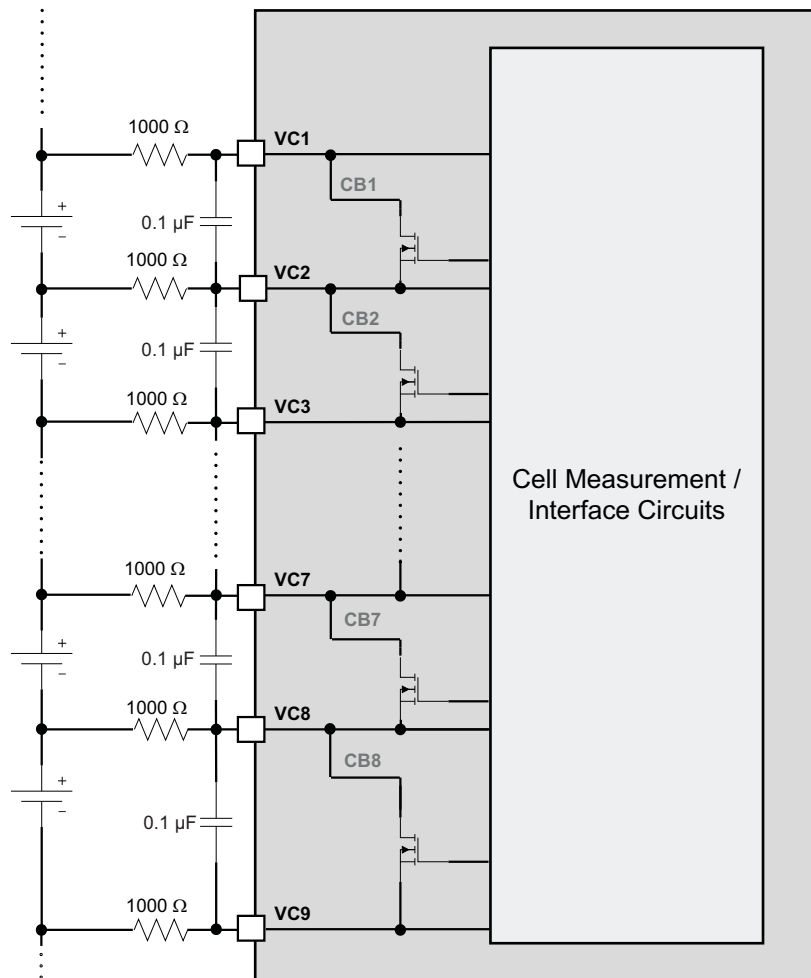 1000 Ω
VC1
CB1
+
−
0.1 µF
1000 Ω
VC2
CB2
+
−
0.1 µF
1000 Ω
VC3
Cell Measurement /
Interface Circuits
1000 Ω
VC7
CB7
+
−
0.1 µF
1000 Ω
VC8
CB8
+
−
0.1 µF
1000 Ω
VC9